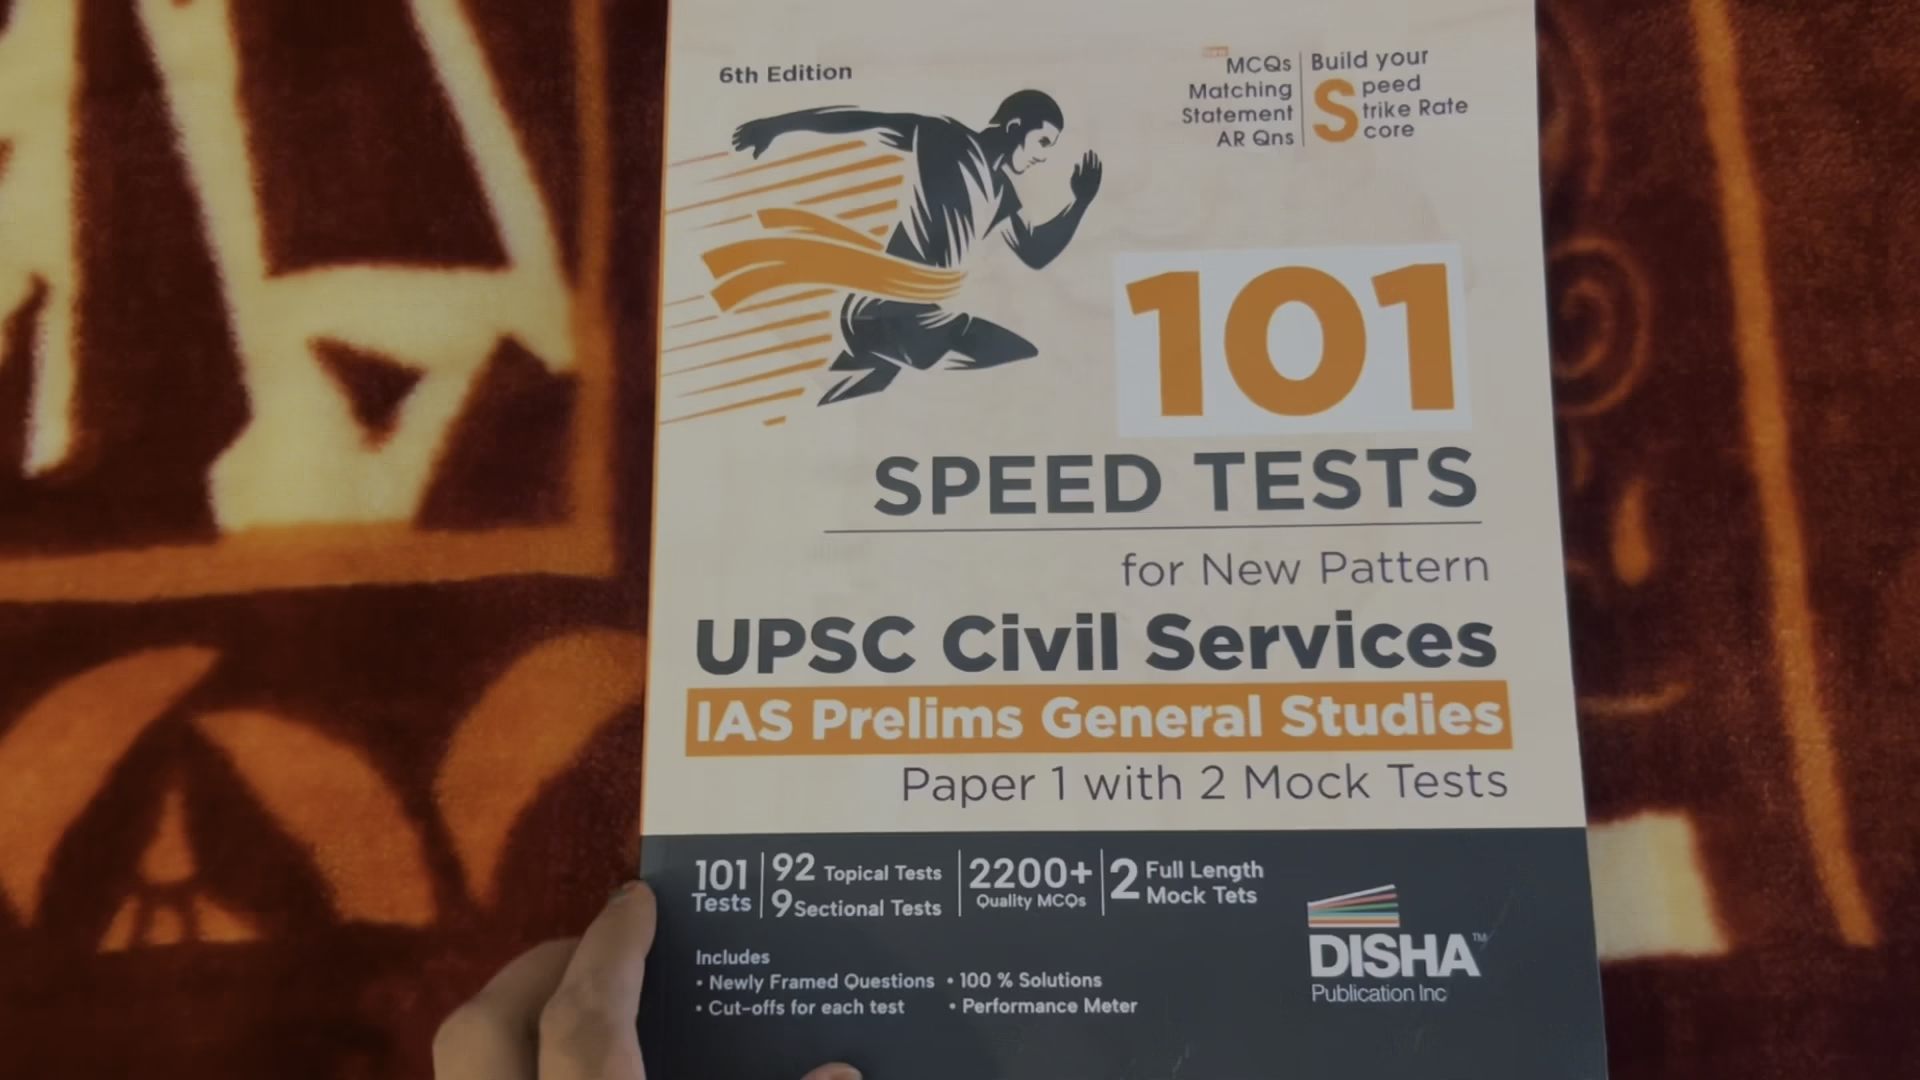 6th Edition
New
MCQs
Matching
Statement
AR Qns
Build your
Speed
Strike Rate
Score
101
SPEED TESTS
for New Pattern
UPSC Civil Services
IAS Prelims General Studies
Paper 1 with 2 Mock Tests
101 Tests
92 Topical Tests
9 Sectional Tests
2200+
Quality MCQs
2 Full Length
Mock Tets
Includes
• Newly Framed Questions • 100 % Solutions
• Cut-offs for each test • Performance Meter
DISHA™
Publication Inc